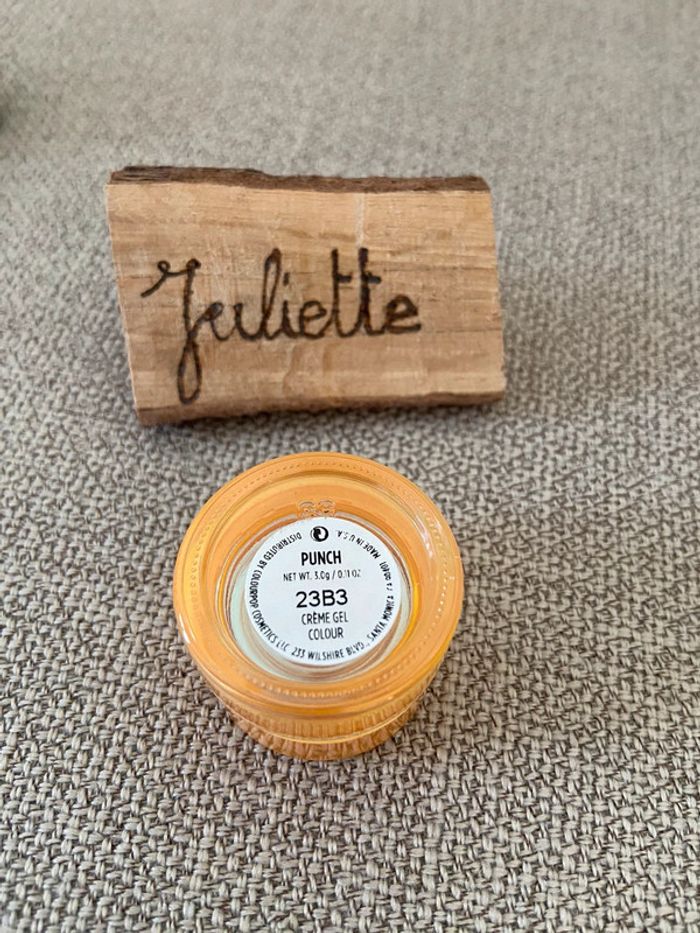 Juliette
PUNCH
NET WT. 3.0g / 0.11 OZ
23B3
CRÈME GEL
COLOUR
DISTRIBUTED BY COLOURPOP COSMETICS LLC 233 WILSHIRE BLVD., SANTA MONICA
MADE IN U.S.A.